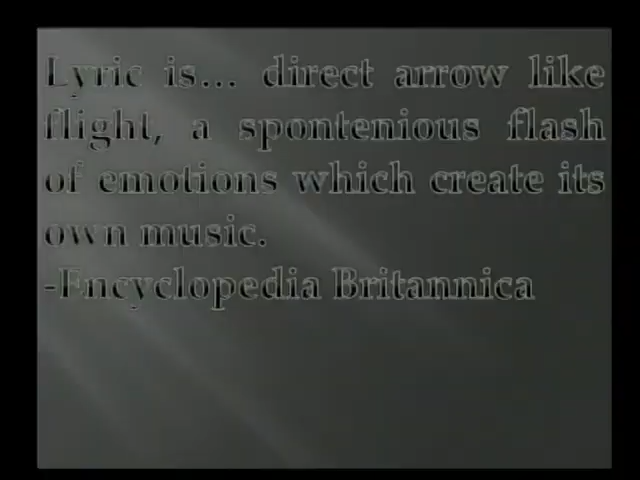 Lyric is... direct arrow like
flight, a spontenious flash
of emotions which create its
own music.
-Encyclopedia Britannica